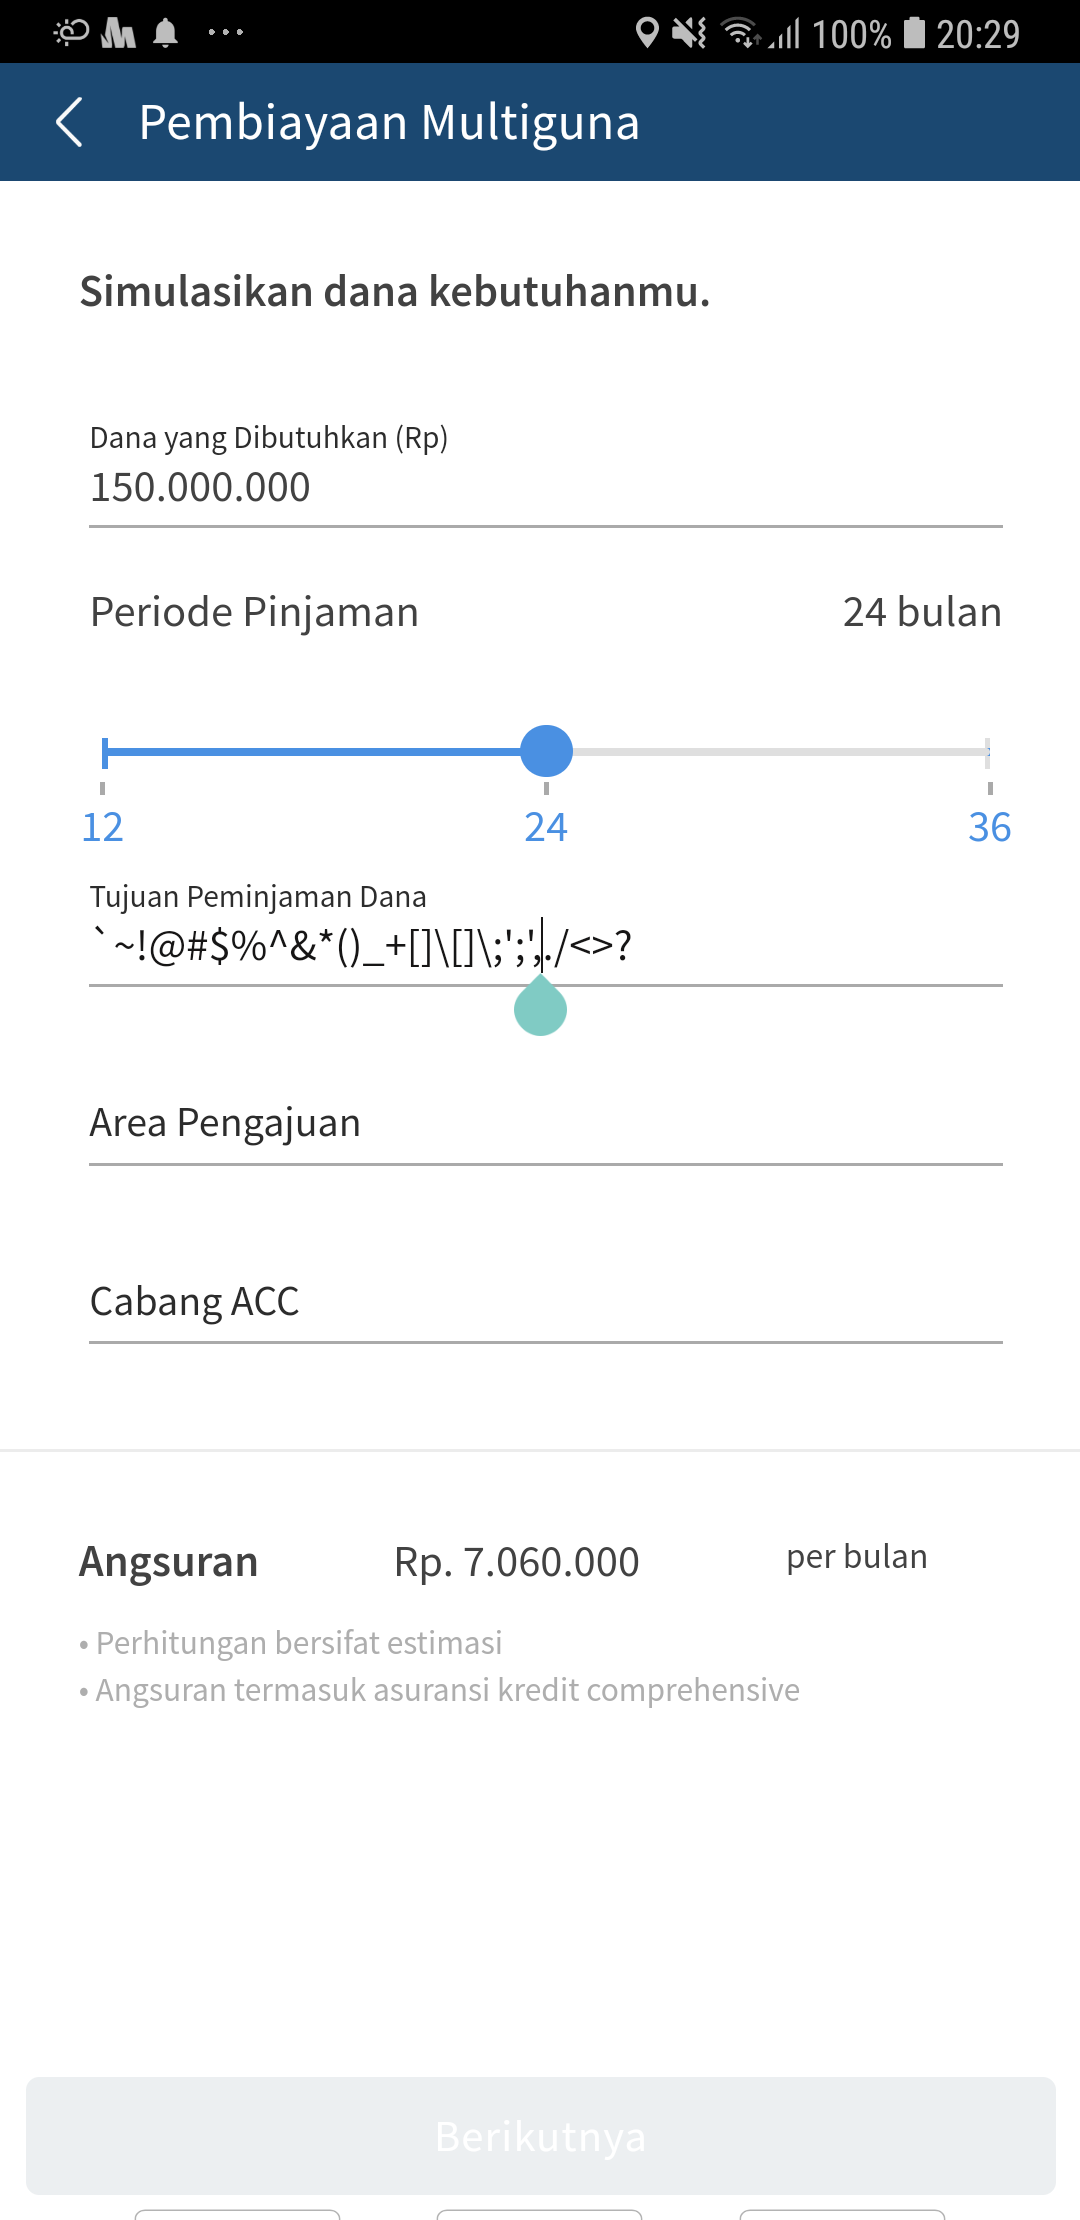 100% 20:29
Pembiayaan Multiguna
Simulasikan dana kebutuhanmu.
Dana yang Dibutuhkan (Rp)
150.000.000
Periode Pinjaman 24 bulan
12 24 36
Tujuan Peminjaman Dana
`~!@#$%^&*()_+[]\[]\;';',./<>?
Area Pengajuan
Cabang ACC
Angsuran Rp. 7.060.000 per bulan
• Perhitungan bersifat estimasi
• Angsuran termasuk asuransi kredit comprehensive
Berikutnya